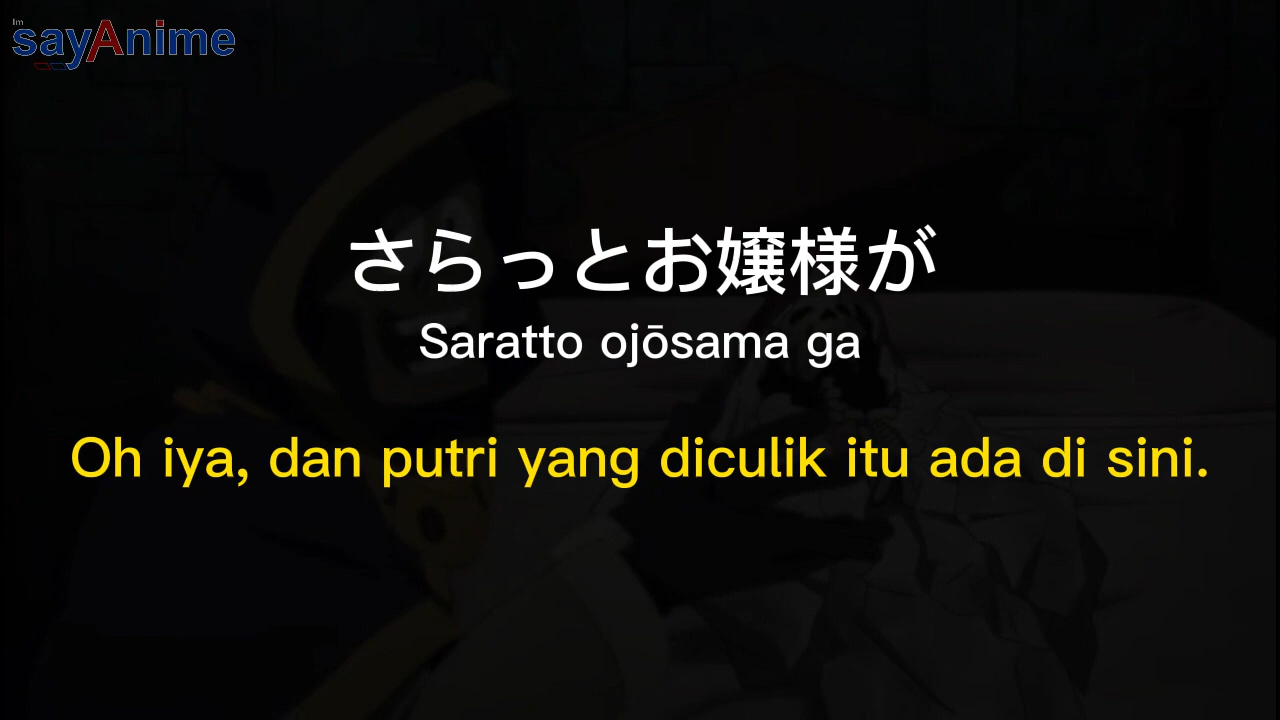 Im
sayAnime
さらっとお嬢様が
Saratto ojōsama ga
Oh iya, dan putri yang diculik itu ada di sini.